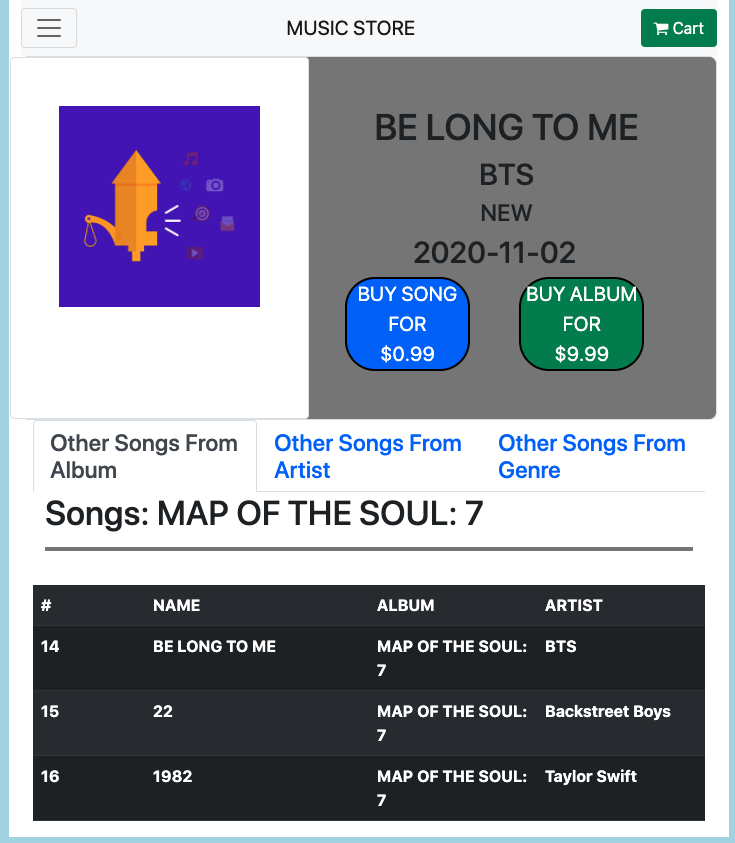 MUSIC STORE
Cart
BE LONG TO ME
BTS
NEW
2020-11-02
BUY SONG
FOR
$0.99
BUY ALBUM
FOR
$9.99
Other Songs From
Album
Other Songs From
Artist
Other Songs From
Genre
Songs: MAP OF THE SOUL: 7
# NAME ALBUM ARTIST
14 BE LONG TO ME MAP OF THE SOUL: BTS
7
15 22 MAP OF THE SOUL: Backstreet Boys
7
16 1982 MAP OF THE SOUL: Taylor Swift
7